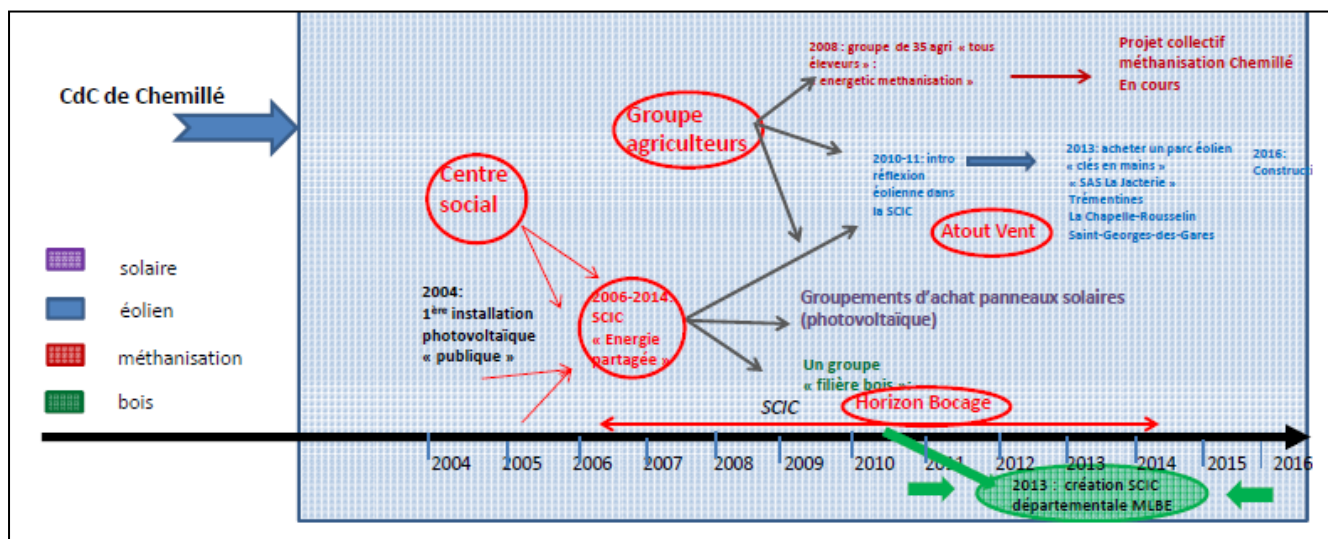 CdC de Chemillé
solaire
éolien
méthanisation
bois
Centre
social
2004:
1ère installation
photovoltaïque
« publique »
2006-2014:
SCIC
« Energie
partagée »
Groupe
agriculteurs
2008 : groupe de 35 agri « tous
éleveurs » :
energetic methanisation »
Projet collectif
méthanisation Chemillé
En cours
2010-11: intro
réflexion
éolienne dans
la SCIC
2013: acheter un parc éolien
« clés en mains »
« SAS La Jacterie »
Trémentines
La Chapelle-Rousselin
Saint-Georges-des-Gares
2016:
Constructi
Atout Vent
Groupements d'achat panneaux solaires
(photovoltaïque)
Un groupe
« filière bois » :
Horizon Bocage
SCIC
2004 2005 2006 2007 2008 2009 2010 2011 2012 2013 2014 2015 2016
2013 : création SCIC
départementale MLBE